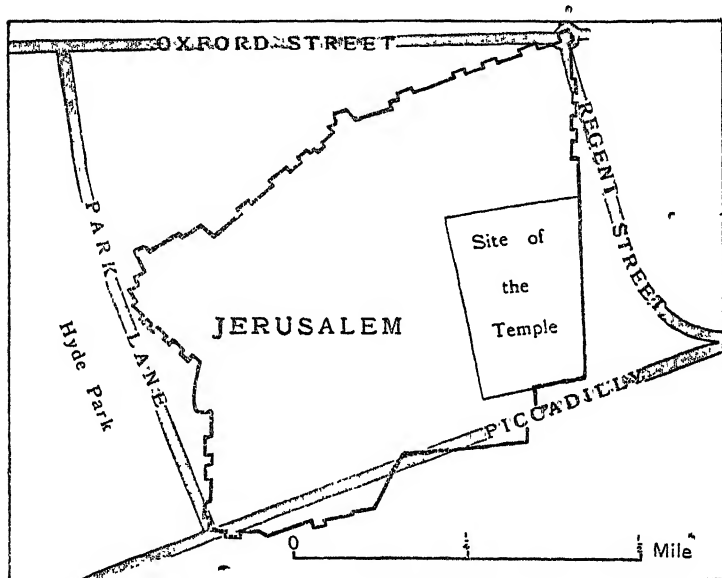 OXFORD STREET
REGENT STREET
PARK LANE
Hyde Park
Site of
the
Temple
JERUSALEM
PICCADILLY
0 Mile